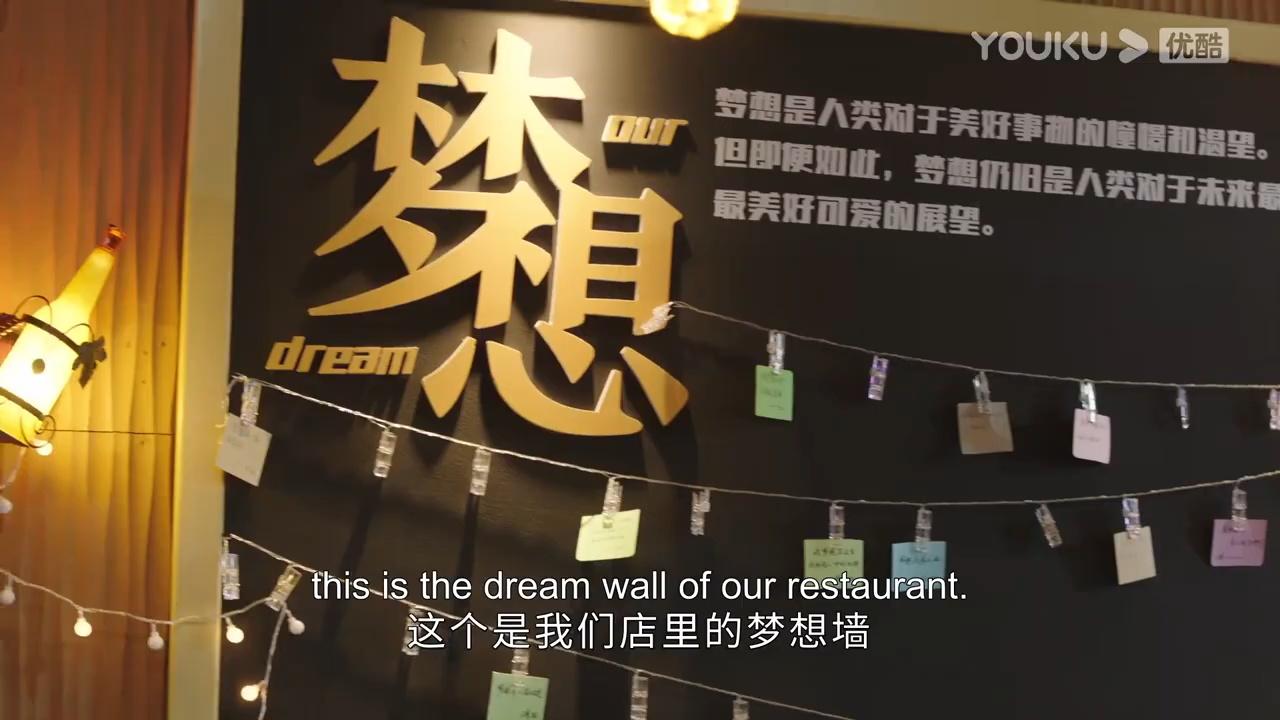 YOUKU 优酷
梦想
our
dream
梦想是人类对于美好事物的憧憬和渴望。
但即便如此，梦想仍旧是人类对于未来最
最美好可爱的展望。
this is the dream wall of our restaurant.
这个是我们店里的梦想墙